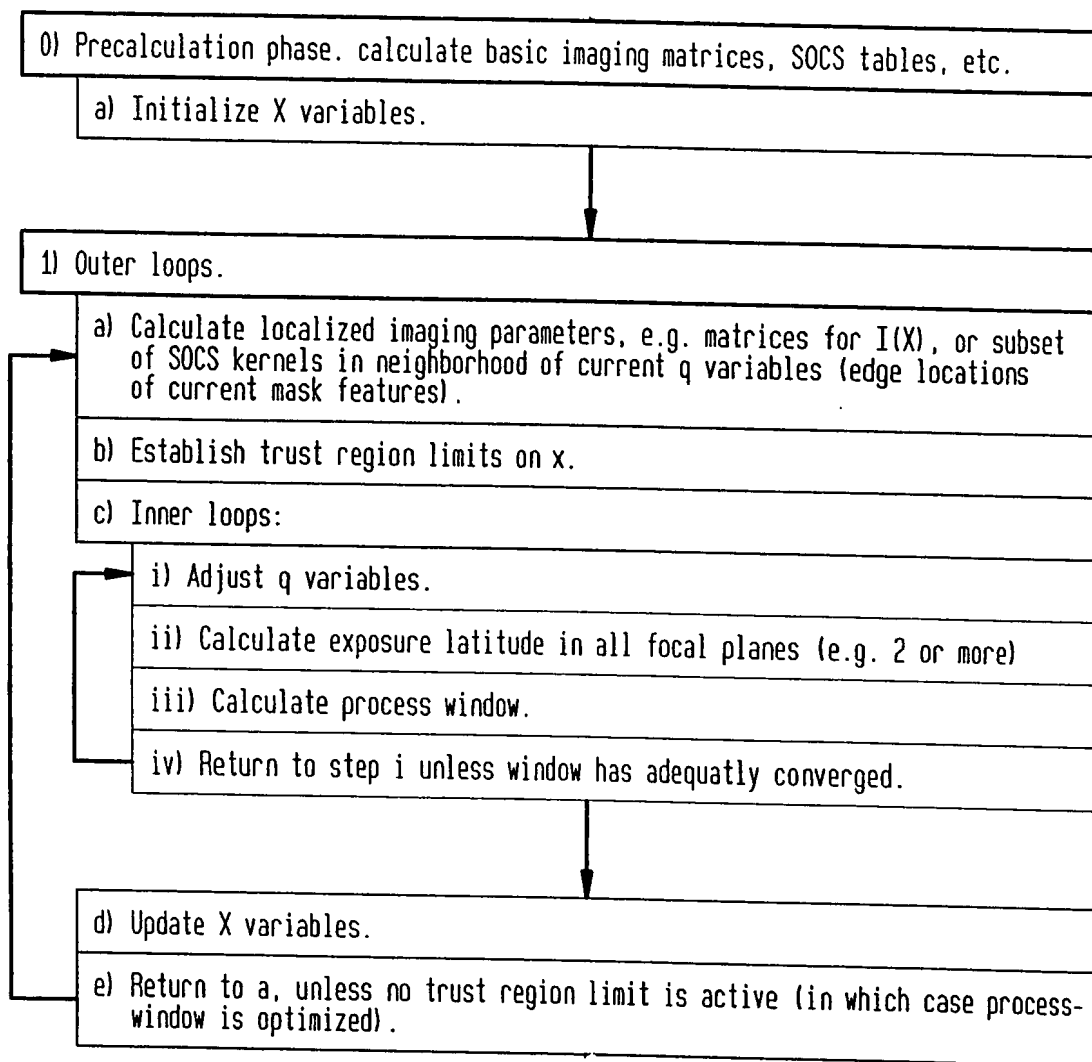 0) Precalculation phase. calculate basic imaging matrices, SOCS tables, etc.
a) Initialize X variables.
1) Outer loops.
a) Calculate localized imaging parameters, e.g. matrices for I(X), or subset
of SOCS kernels in neighborhood of current q variables (edge locations
of current mask features).
b) Establish trust region limits on x.
c) Inner loops:
i) Adjust q variables.
ii) Calculate exposure latitude in all focal planes (e.g. 2 or more)
iii) Calculate process window.
iv) Return to step i unless window has adequatly converged.
d) Update X variables.
e) Return to a, unless no trust region limit is active (in which case process-
window is optimized).